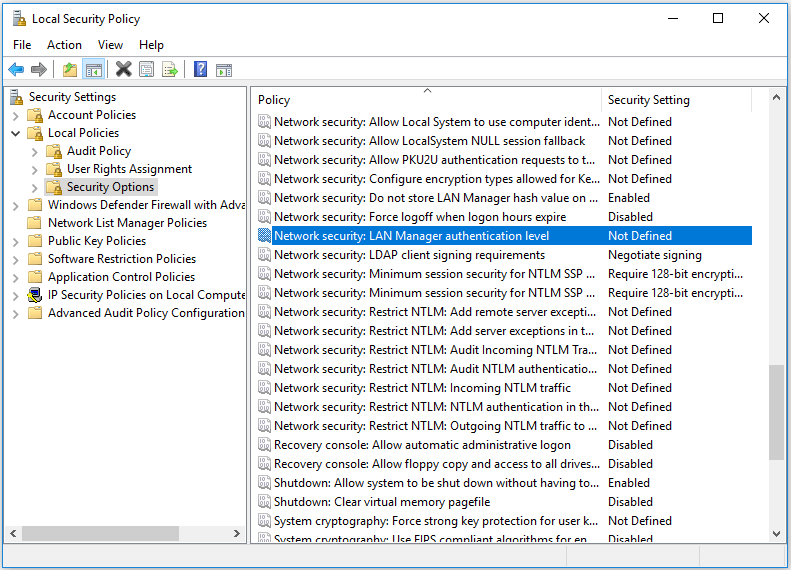 Local Security Policy
File Action View Help
Security Settings
Account Policies
Local Policies
Audit Policy
User Rights Assignment
Security Options
Windows Defender Firewall with Adva
Network List Manager Policies
Public Key Policies
Software Restriction Policies
Application Control Policies
IP Security Policies on Local Compute
Advanced Audit Policy Configuration
Policy Security Setting
Network security: Allow Local System to use computer ident... Not Defined
Network security: Allow LocalSystem NULL session fallback Not Defined
Network security: Allow PKU2U authentication requests to t... Not Defined
Network security: Configure encryption types allowed for Ke... Not Defined
Network security: Do not store LAN Manager hash value on ... Enabled
Network security: Force logoff when logon hours expire Disabled
Network security: LAN Manager authentication level Not Defined
Network security: LDAP client signing requirements Negotiate signing
Network security: Minimum session security for NTLM SSP ... Require 128-bit encrypti...
Network security: Minimum session security for NTLM SSP ... Require 128-bit encrypti...
Network security: Restrict NTLM: Add remote server excepti... Not Defined
Network security: Restrict NTLM: Add server exceptions in t... Not Defined
Network security: Restrict NTLM: Audit Incoming NTLM Tra... Not Defined
Network security: Restrict NTLM: Audit NTLM authenticatio... Not Defined
Network security: Restrict NTLM: Incoming NTLM traffic Not Defined
Network security: Restrict NTLM: NTLM authentication in th... Not Defined
Network security: Restrict NTLM: Outgoing NTLM traffic to ... Not Defined
Recovery console: Allow automatic administrative logon Disabled
Recovery console: Allow floppy copy and access to all drives... Disabled
Shutdown: Allow system to be shut down without having to... Enabled
Shutdown: Clear virtual memory pagefile Disabled
System cryptography: Force strong key protection for user k... Not Defined
System cryptography: Use FIPS compliant algorithms for en... Disabled